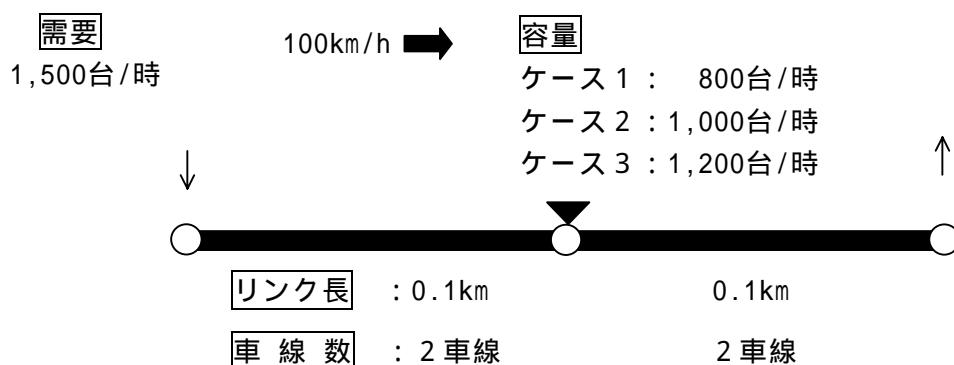 需要
1,500台/時
100km/h
容量
ケース1: 800台/時
ケース2:1,000台/時
ケース3:1,200台/時
リンク長 :0.1km 0.1km
車線数 :2車線 2車線